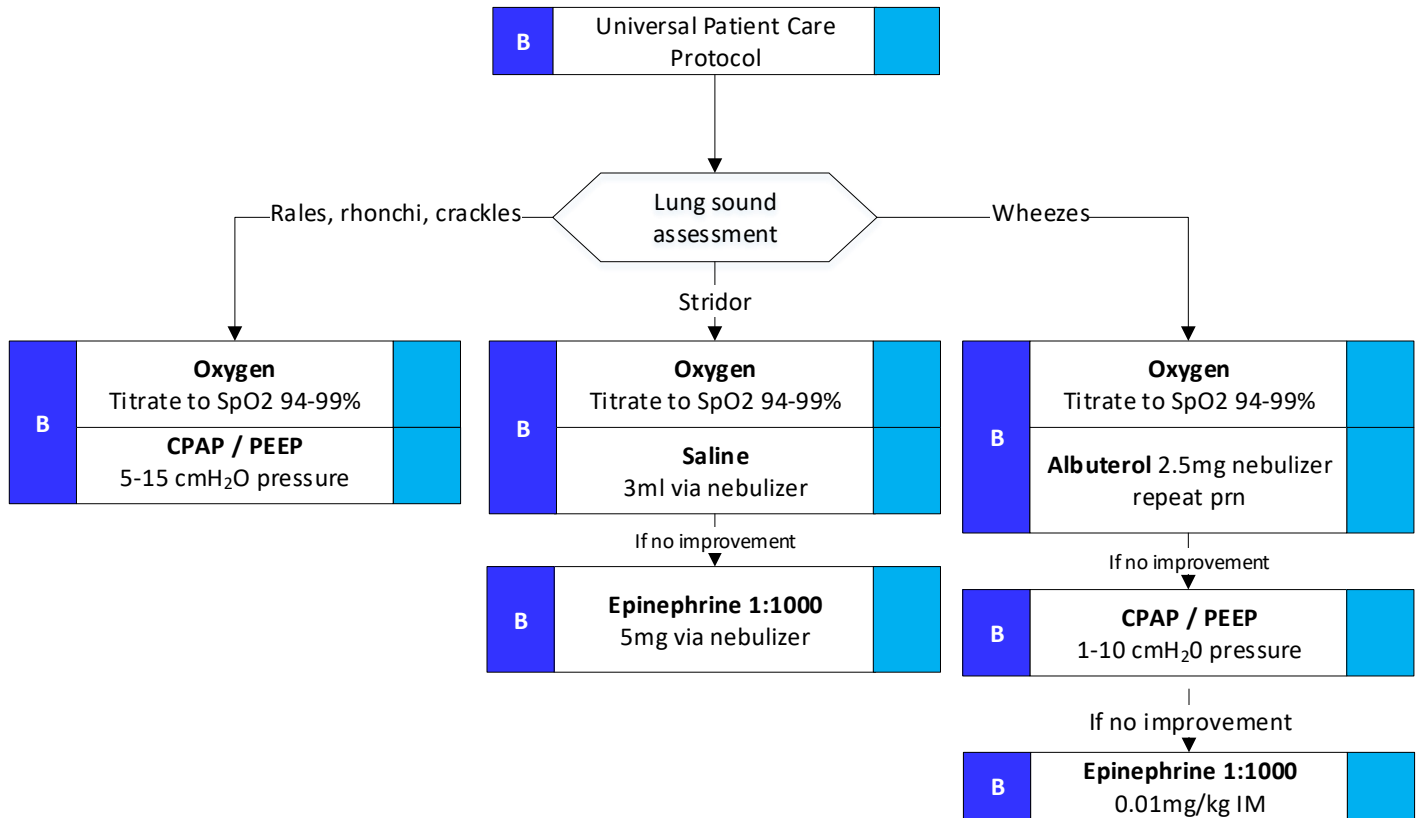 B
Universal Patient Care
Protocol
Lung sound
assessment
Rales, rhonchi, crackles
Stridor
Wheezes
B
Oxygen
Titrate to SpO2 94-99%
CPAP / PEEP
5-15 cmH₂O pressure
B
Oxygen
Titrate to SpO2 94-99%
Saline
3ml via nebulizer
If no improvement
B
Epinephrine 1:1000
5mg via nebulizer
B
Oxygen
Titrate to SpO2 94-99%
Albuterol 2.5mg nebulizer
repeat prn
If no improvement
B
CPAP / PEEP
1-10 cmH₂0 pressure
If no improvement
B
Epinephrine 1:1000
0.01mg/kg IM